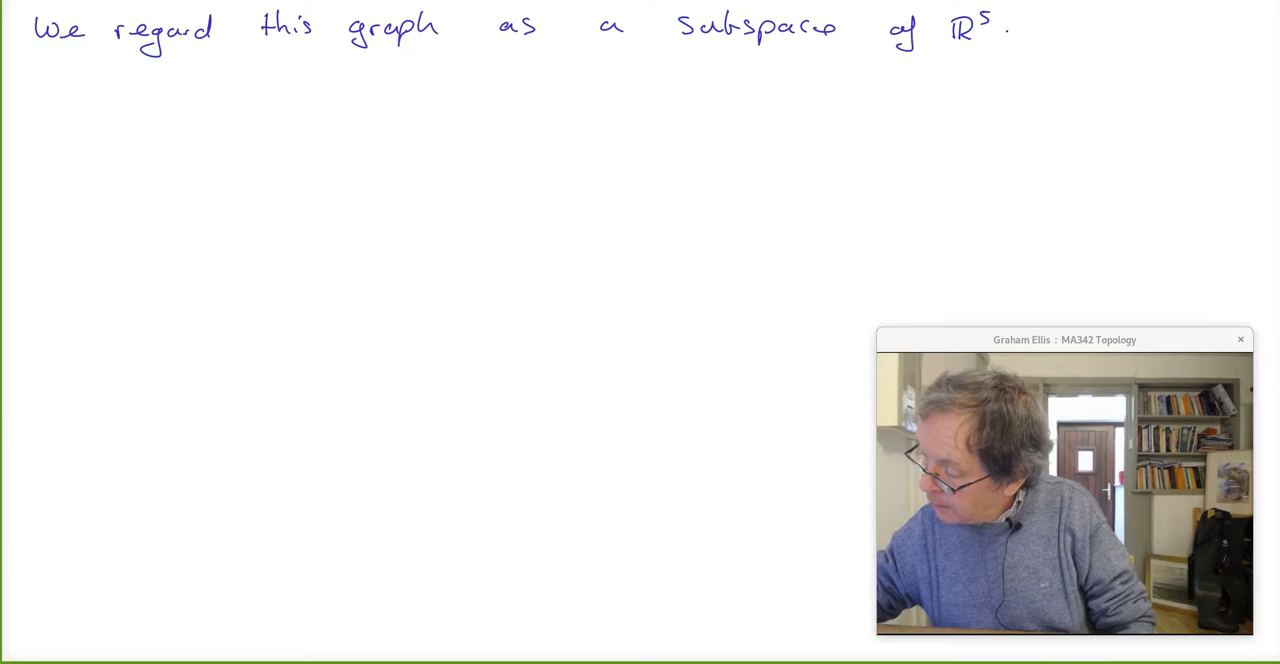 We regard this graph as a subspace of ℝ⁵.
Graham Ellis : MA342 Topology ×